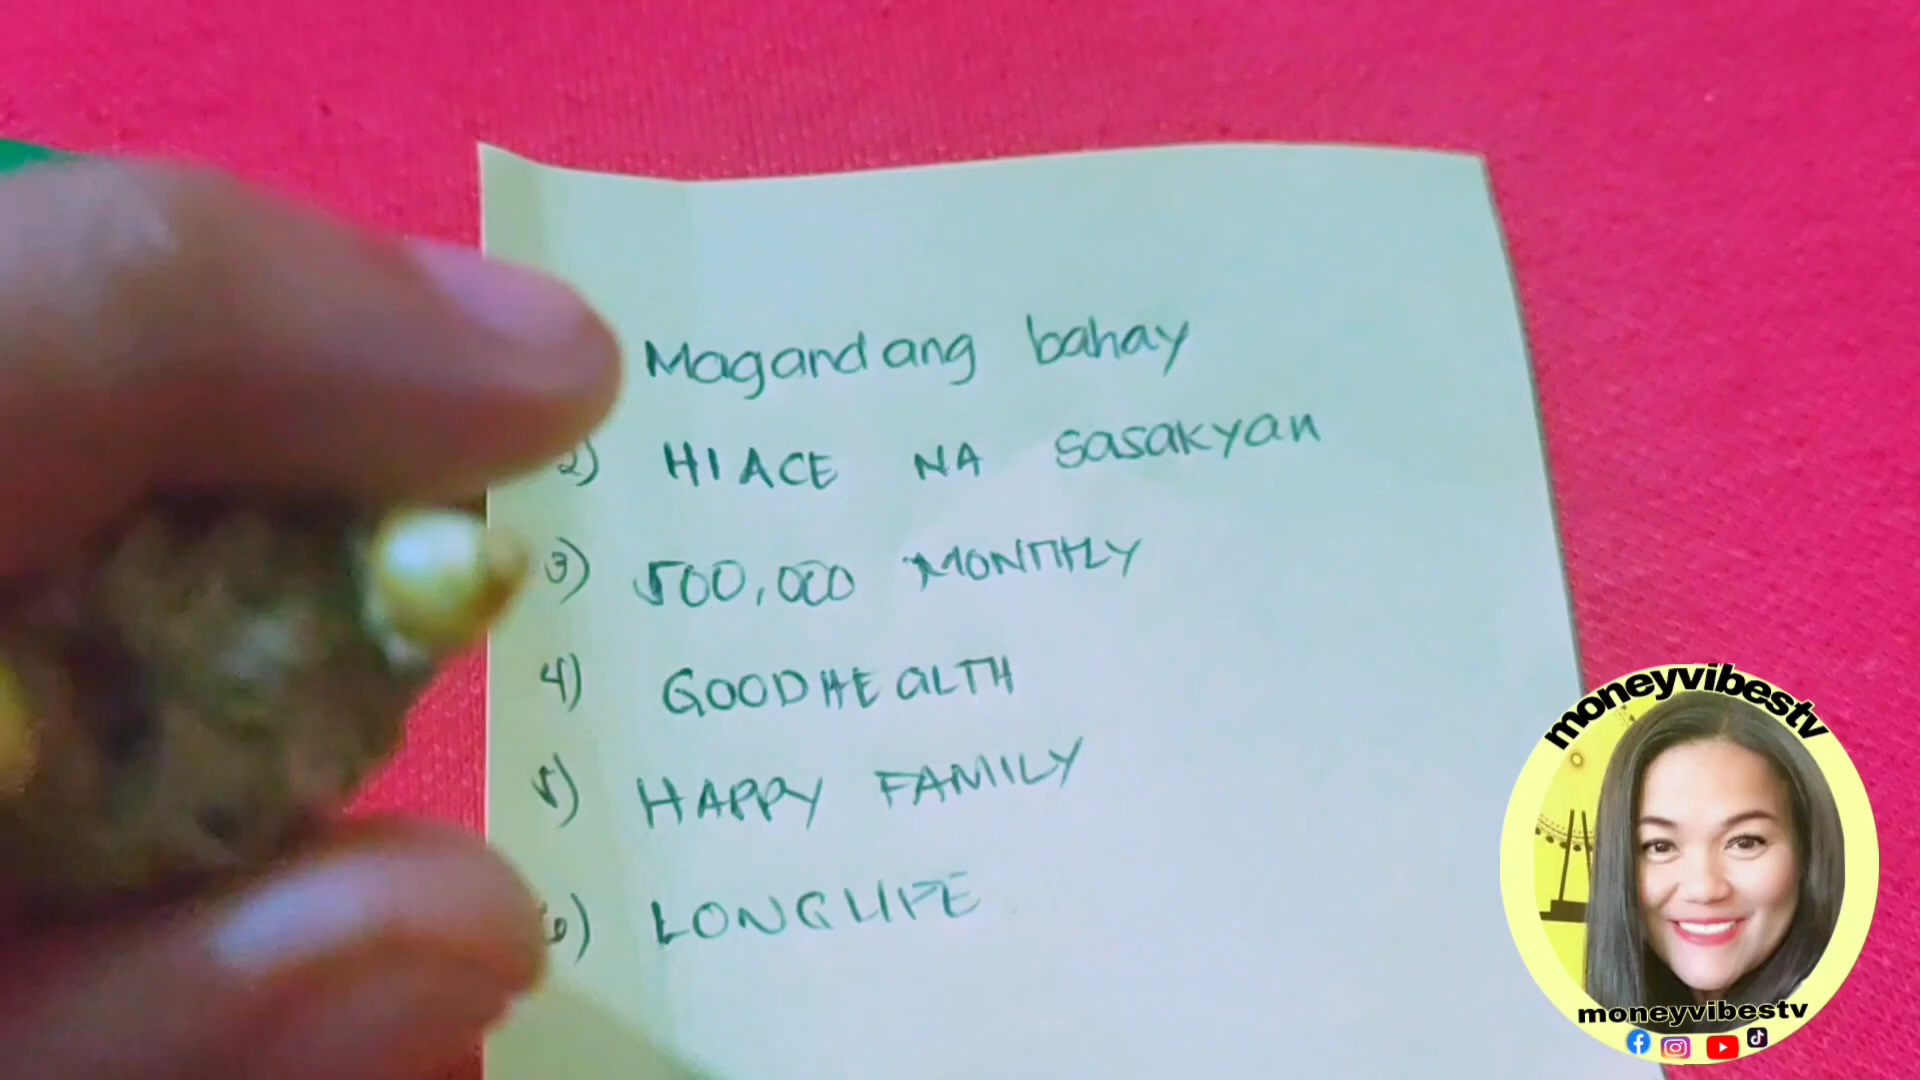 Magandang bahay
2) HIACE NA sasakyan
3) 500,000 MONTHLY
4) GOODHEALTH
5) HAPPY FAMILY
6) LONGLIFE
moneyvibestv
moneyvibestv